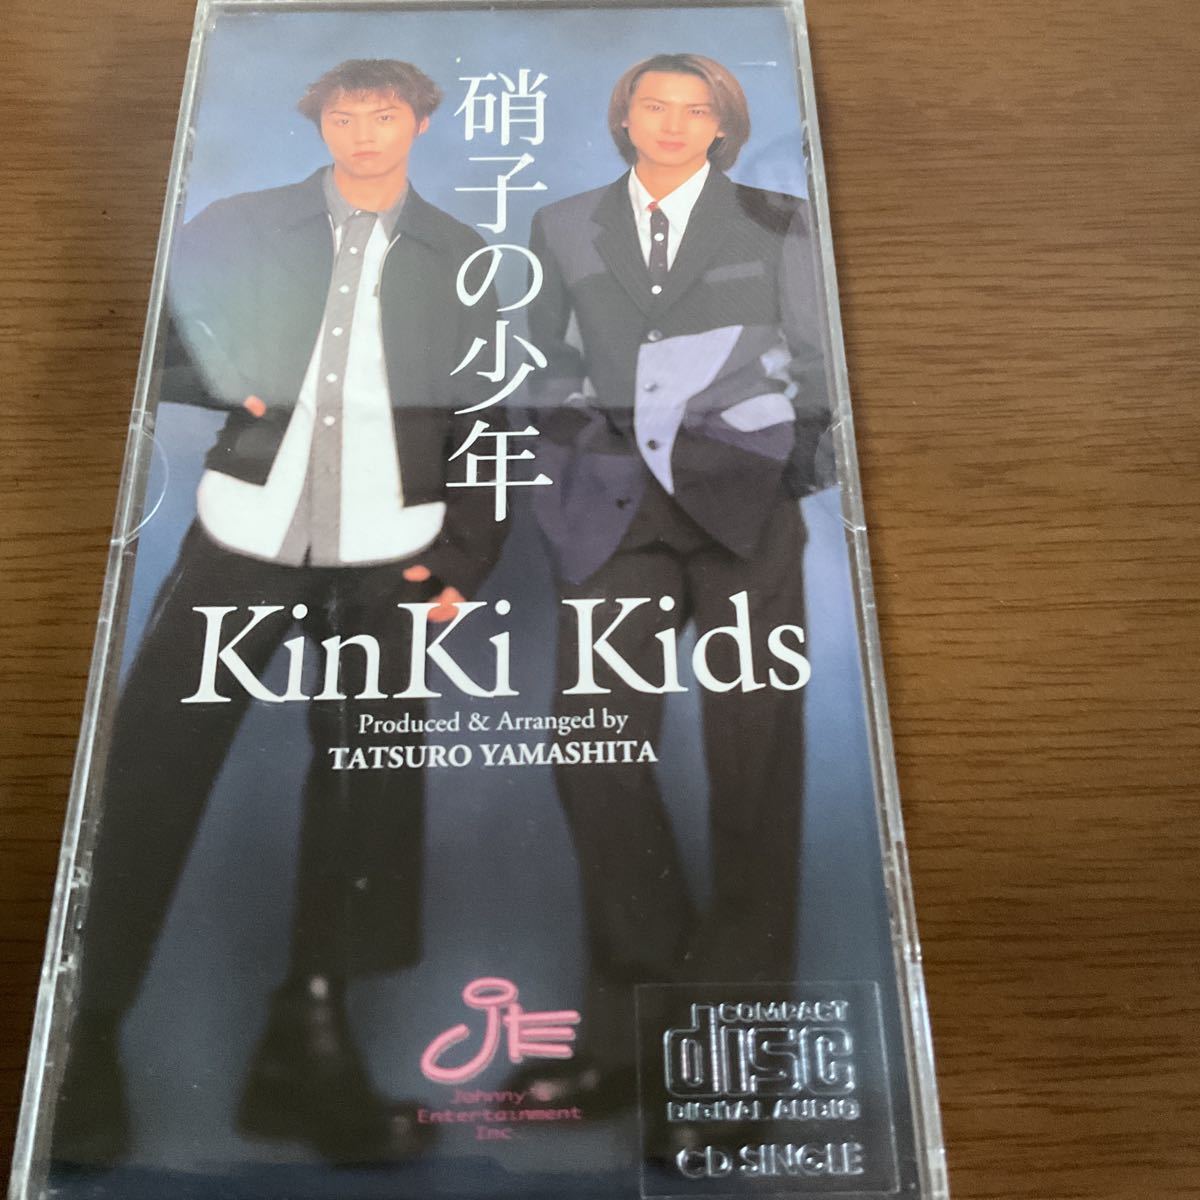 硝子の少年
KinKi Kids
Produced & Arranged by
TATSURO YAMASHITA
JE
Johnny's
Entertainment
Inc.
COMPACT
disc
DIGITAL AUDIO
CD SINGLE